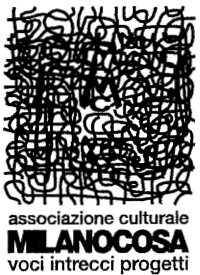 associazione culturale
MILANOCOSA
voci intrecci progetti